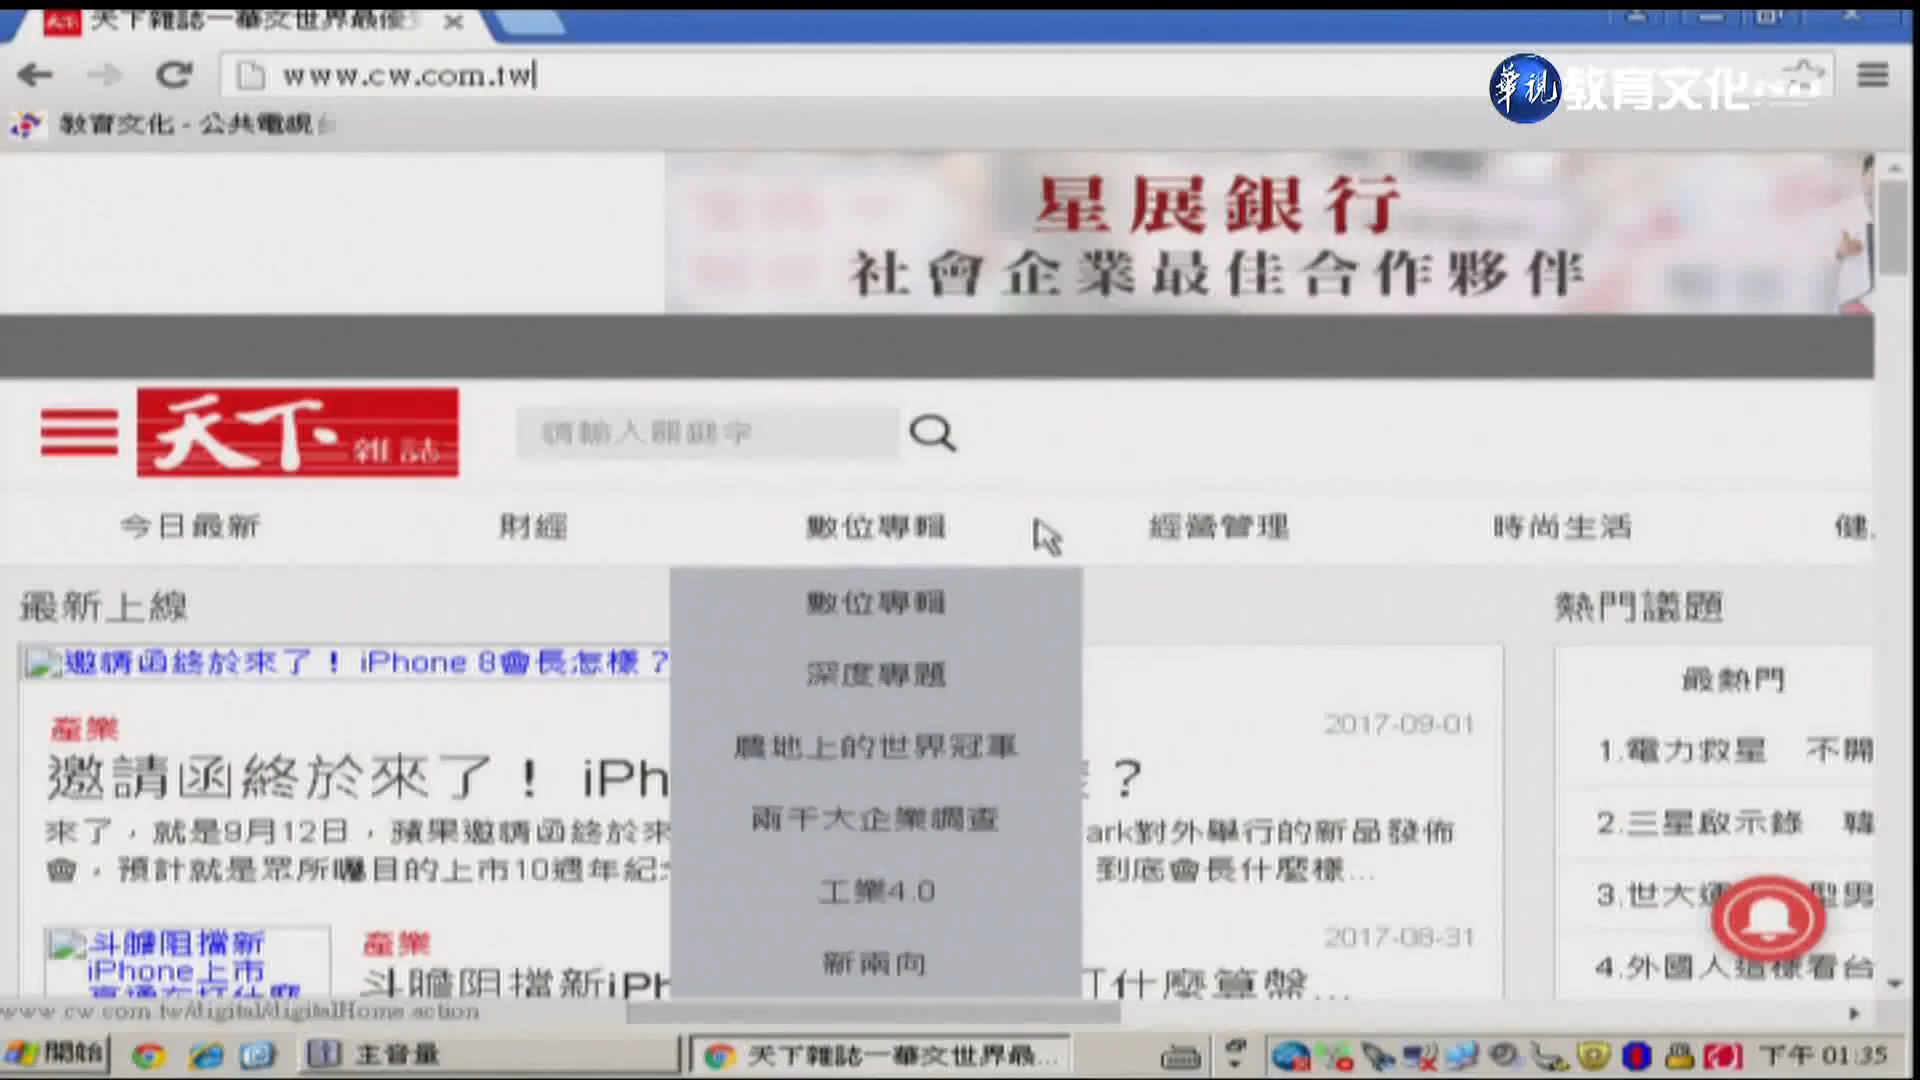 天下雜誌—華文世界最優
www.cw.com.tw
華視 教育文化
教育文化 - 公共電視
星展銀行
社會企業最佳合作夥伴
天下雜誌
請輸入關鍵字
今日最新 財經 數位專輯 經營管理 時尚生活 健
最新上線
熱門議題
數位專輯
深度專題
農地上的世界冠軍
兩千大企業調查
工業4.0
新南向
邀請函終於來了！ iPhone 8會長怎樣？
產業
2017-09-01
邀請函終於來了！ iPh
？
來了，就是9月12日，蘋果邀請函終於來
ark對外舉行的新品發佈
會，預計就是眾所矚目的上市10週年紀
到底會長什麼樣...
斗膽阻擋新
iPhone上市
產業
2017-08-31
斗膽阻擋新iPh
打什麼算盤...
最熱門
1.電力救星 不開
2.三星啟示錄 韓
3.世大運 型男
4.外國人這樣看台
www.cw.com.tw/digital/digitalHome.action
開始 主音量 天下雜誌—華文世界最... 下午 01:35